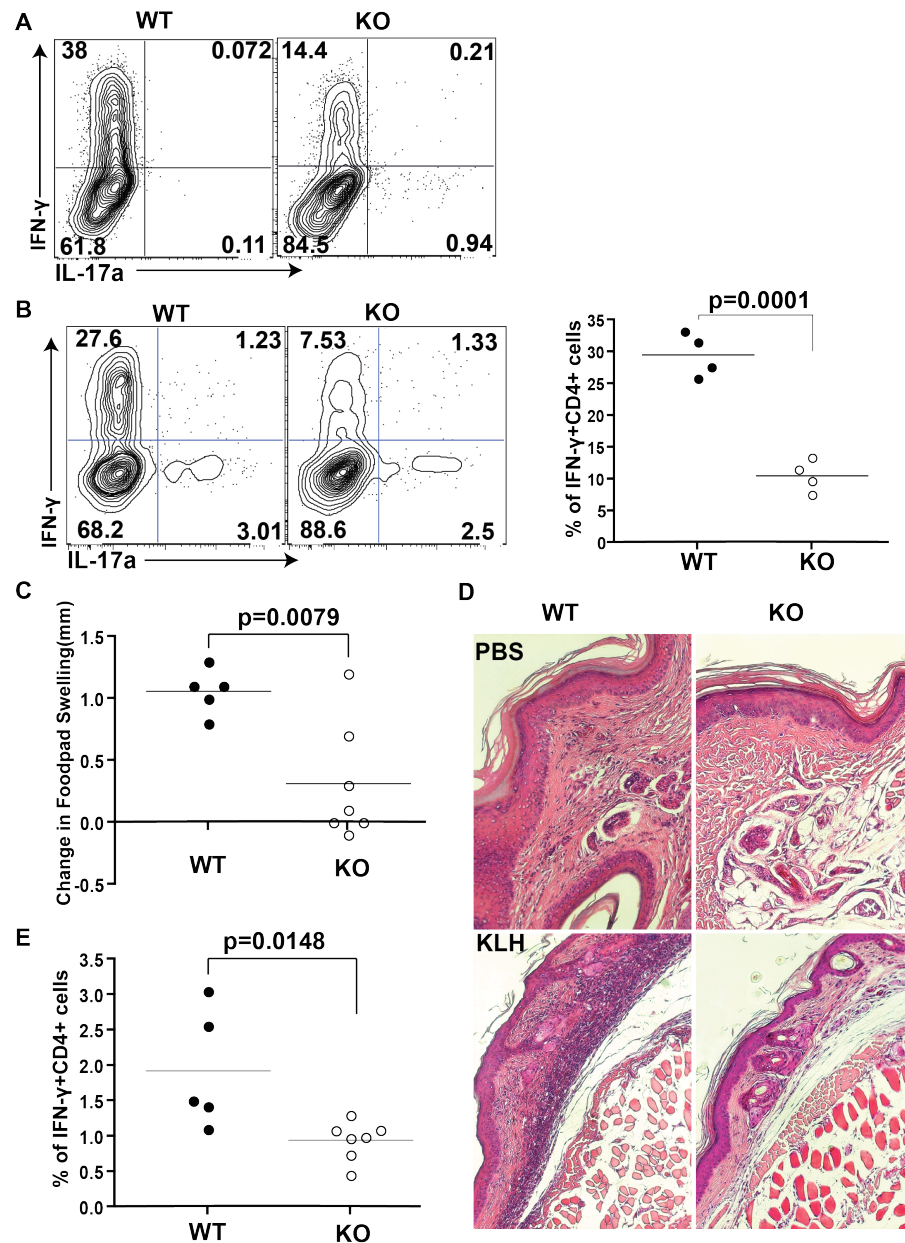 A
WT
KO
38
0.072
14.4
0.21
IFN-γ
61.8
0.11
84.5
0.94
IL-17a
B
WT
KO
27.6
1.23
7.53
1.33
IFN-γ
68.2
3.01
88.6
2.5
IL-17a
p=0.0001
% of IFN-γ+CD4+ cells
35
30
25
20
15
10
5
0
WT
KO
C
p=0.0079
Change in Foodpad Swelling(mm)
1.5
1.0
0.5
0.0
-0.5
WT
KO
D
WT
KO
PBS
KLH
E
p=0.0148
% of IFN-γ+CD4+ cells
3.5
3.0
2.5
2.0
1.5
1.0
0.5
0.0
WT
KO